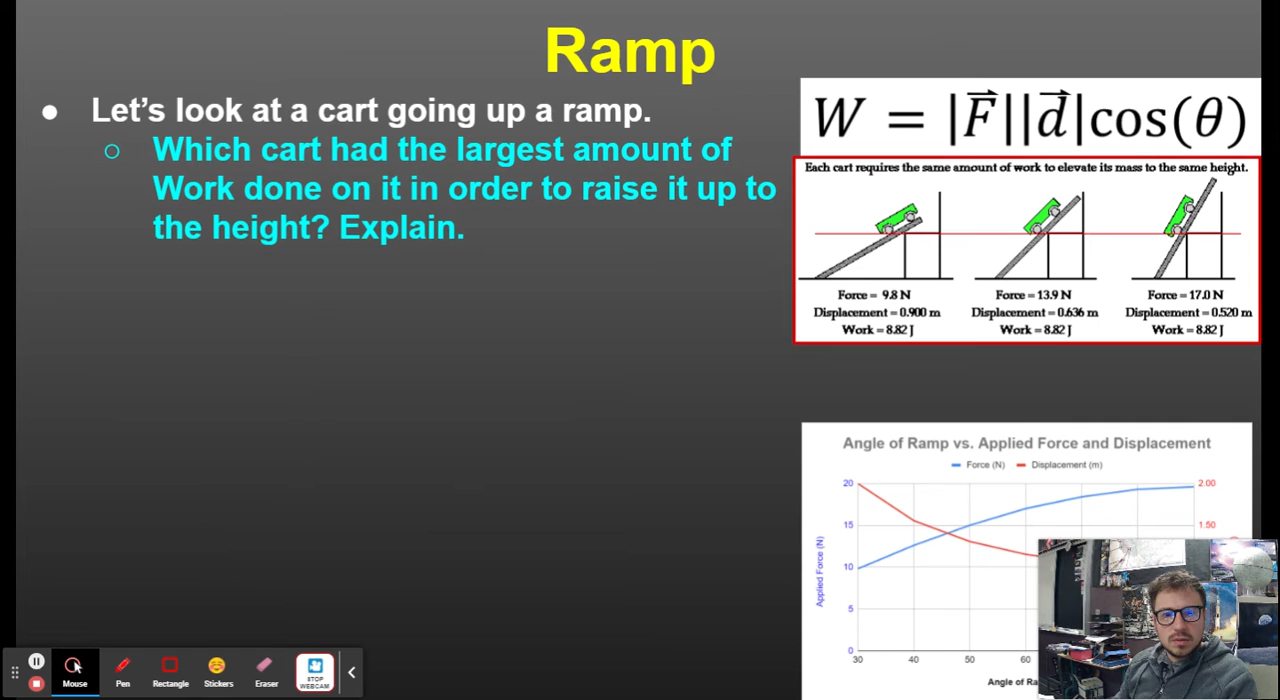 Ramp
● Let's look at a cart going up a ramp.
○ Which cart had the largest amount of
Work done on it in order to raise it up to
the height? Explain.
W = |F⃗||d⃗|cos(θ)
Each cart requires the same amount of work to elevate its mass to the same height.
Force = 9.8 N
Displacement = 0.900 m
Work = 8.82 J
Force = 13.9 N
Displacement = 0.636 m
Work = 8.82 J
Force = 17.0 N
Displacement = 0.520 m
Work = 8.82 J
Angle of Ramp vs. Applied Force and Displacement
Force (N) Displacement (m)
20 2.00
15 1.50
10
5
0
Applied Force (N)
30 40 50 60
Angle of
Mouse Pen Rectangle Stickers Eraser STOP
WEBCAM